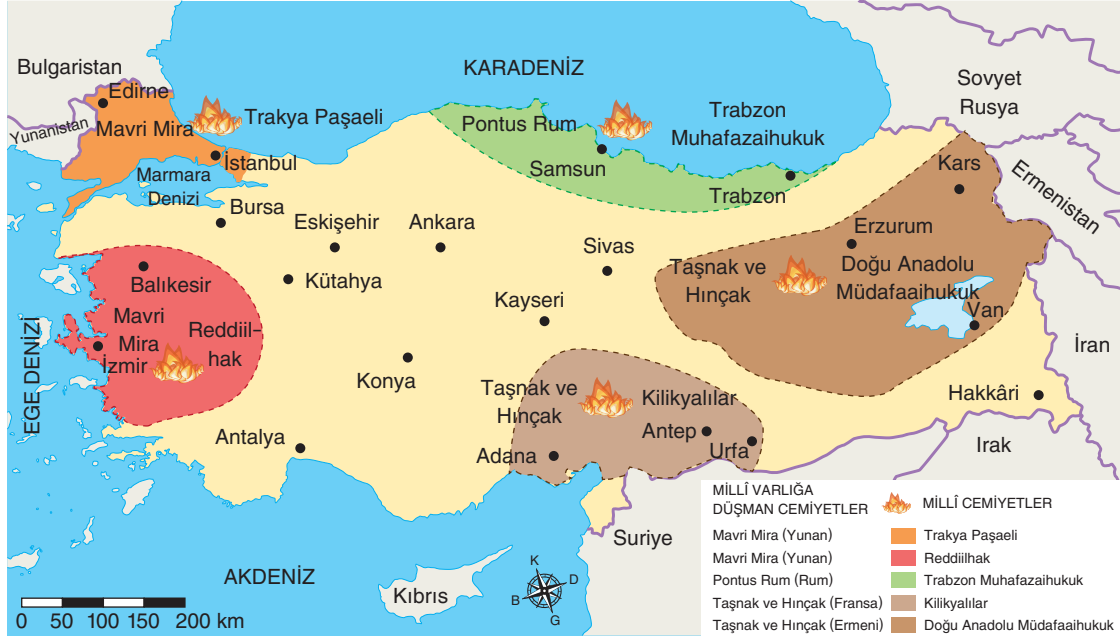 Bulgaristan
Edirne
Yunanistan
Mavri Mira
Trakya Paşaeli
İstanbul
Marmara
Denizi
KARADENİZ
Pontus Rum
Samsun
Trabzon
Muhafazaihukuk
Trabzon
Sovyet
Rusya
Kars
Ermenistan
Bursa
Eskişehir
Ankara
Sivas
Erzurum
Taşnak ve
Hınçak
Doğu Anadolu
Müdafaaihukuk
Van
Balıkesir
Kütahya
Kayseri
Mavri
Mira
Reddiil-
hak
İzmir
EGE DENİZİ
Konya
Taşnak ve
Hınçak
Kilikyalılar
Antep
Urfa
Adana
Antalya
İran
Hakkâri
Irak
Suriye
AKDENİZ
Kıbrıs
K
D
B
G
0 50 100 150 200 km
MİLLÎ VARLIĞA
DÜŞMAN CEMİYETLER
MİLLÎ CEMİYETLER
Mavri Mira (Yunan) Trakya Paşaeli
Mavri Mira (Yunan) Reddiilhak
Pontus Rum (Rum) Trabzon Muhafazaihukuk
Taşnak ve Hınçak (Fransa) Kilikyalılar
Taşnak ve Hınçak (Ermeni) Doğu Anadolu Müdafaaihukuk